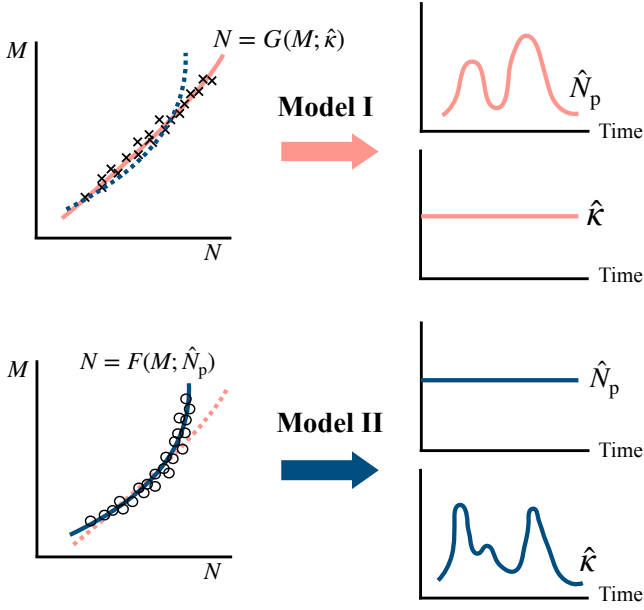 M
N = G(M; κ̂)
N
Model I
N̂p
Time
κ̂
Time
M
N = F(M; N̂p)
N
Model II
N̂p
Time
κ̂
Time